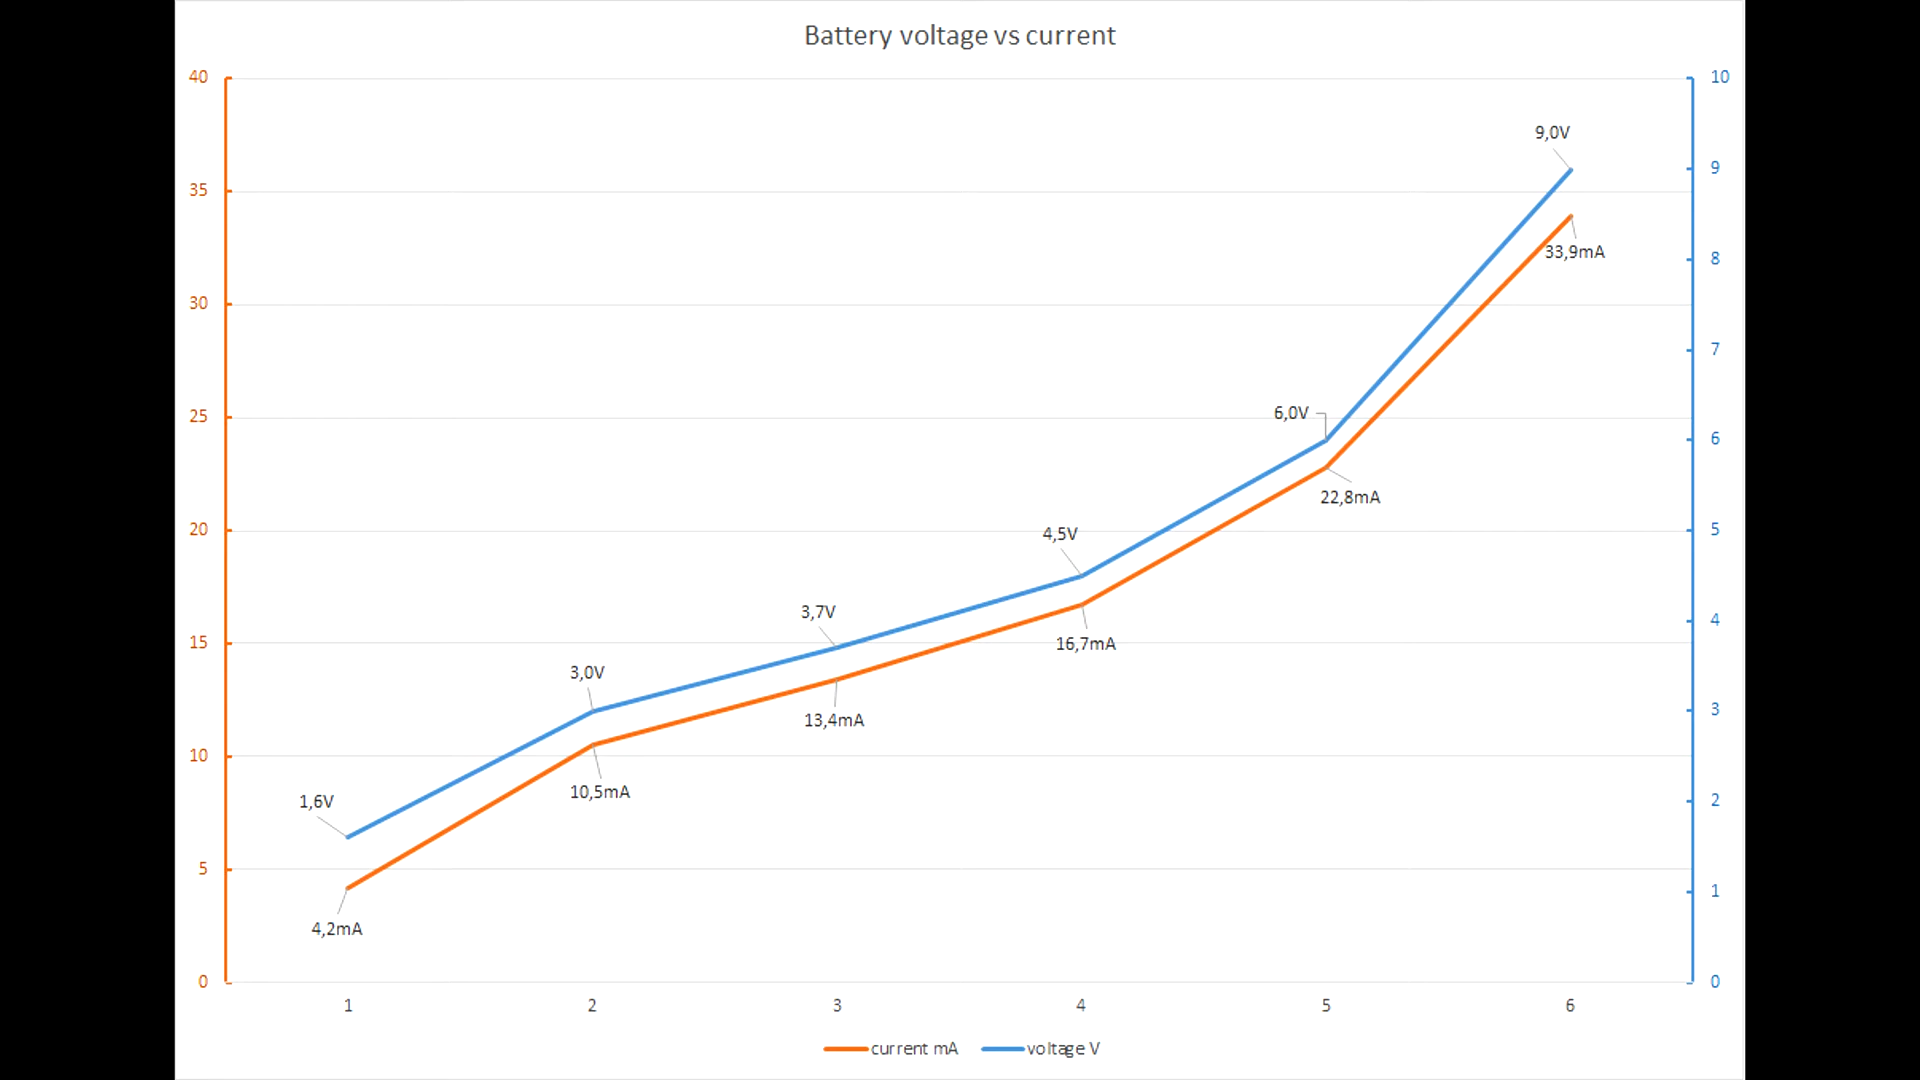 Battery voltage vs current
40
10
9,0V
9
35
33,9mA
8
30
7
25
6,0V
6
22,8mA
20
4,5V
5
3,7V
4
15
16,7mA
3,0V
13,4mA
3
10
10,5mA
1,6V
2
5
1
4,2mA
0
0
1 2 3 4 5 6
current mA voltage V